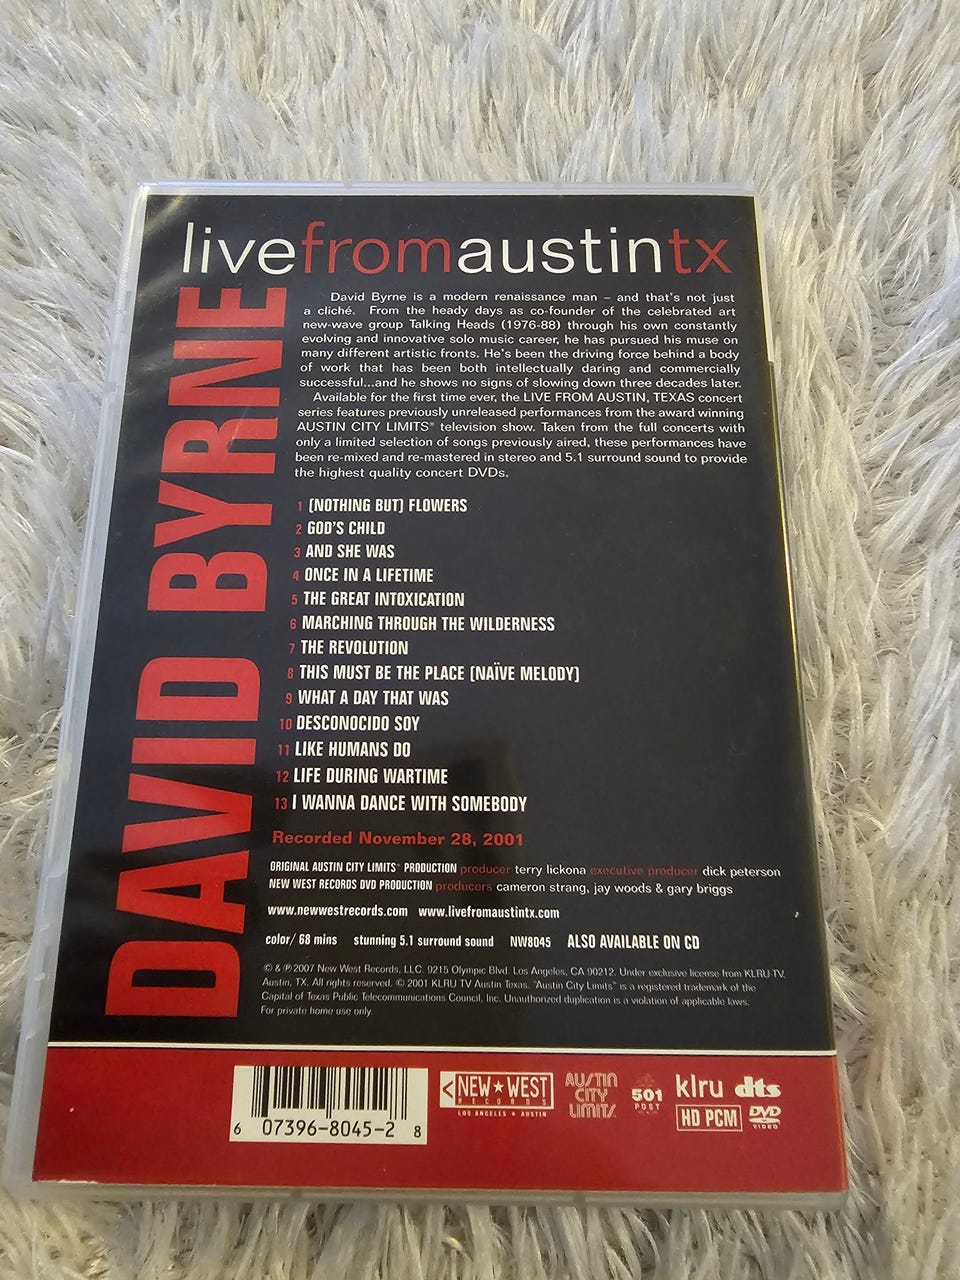 livefromaustintx
DAVID BYRNE
David Byrne is a modern renaissance man – and that's not just
a cliché. From the heady days as co-founder of the celebrated art
new-wave group Talking Heads (1976-88) through his own constantly
evolving and innovative solo music career, he has pursued his muse on
many different artistic fronts. He's been the driving force behind a body
of work that has been both intellectually daring and commercially
successful...and he shows no signs of slowing down three decades later.
Available for the first time ever, the LIVE FROM AUSTIN, TEXAS concert
series features previously unreleased performances from the award winning
AUSTIN CITY LIMITS® television show. Taken from the full concerts with
only a limited selection of songs previously aired, these performances have
been re-mixed and re-mastered in stereo and 5.1 surround sound to provide
the highest quality concert DVDs.
1 (NOTHING BUT) FLOWERS
2 GOD'S CHILD
3 AND SHE WAS
4 ONCE IN A LIFETIME
5 THE GREAT INTOXICATION
6 MARCHING THROUGH THE WILDERNESS
7 THE REVOLUTION
8 THIS MUST BE THE PLACE (NAÏVE MELODY)
9 WHAT A DAY THAT WAS
10 DESCONOCIDO SOY
11 LIKE HUMANS DO
12 LIFE DURING WARTIME
13 I WANNA DANCE WITH SOMEBODY
Recorded November 28, 2001
ORIGINAL AUSTIN CITY LIMITS® PRODUCTION producer terry lickona executive producer dick peterson
NEW WEST RECORDS DVD PRODUCTION producers cameron strang, jay woods & gary briggs
www.newwestrecords.com www.livefromaustintx.com
color/ 68 mins stunning 5.1 surround sound NW8045 ALSO AVAILABLE ON CD
© & ℗ 2007 New West Records, LLC. 9215 Olympic Blvd. Los Angeles, CA 90212. Under exclusive license from KLRU-TV,
Austin, TX. All rights reserved. © 2001 KLRU TV Austin Texas. "Austin City Limits" is a registered trademark of the
Capital of Texas Public Telecommunications Council, Inc. Unauthorized duplication is a violation of applicable laws.
For private home use only.
6 07396-8045-2 8
NEW★WEST
RECORDS
LOS ANGELES ★ AUSTIN
AUSTIN
CITY
LIMITS
501
POST
klru dts
HD PCM
DVD
VIDEO